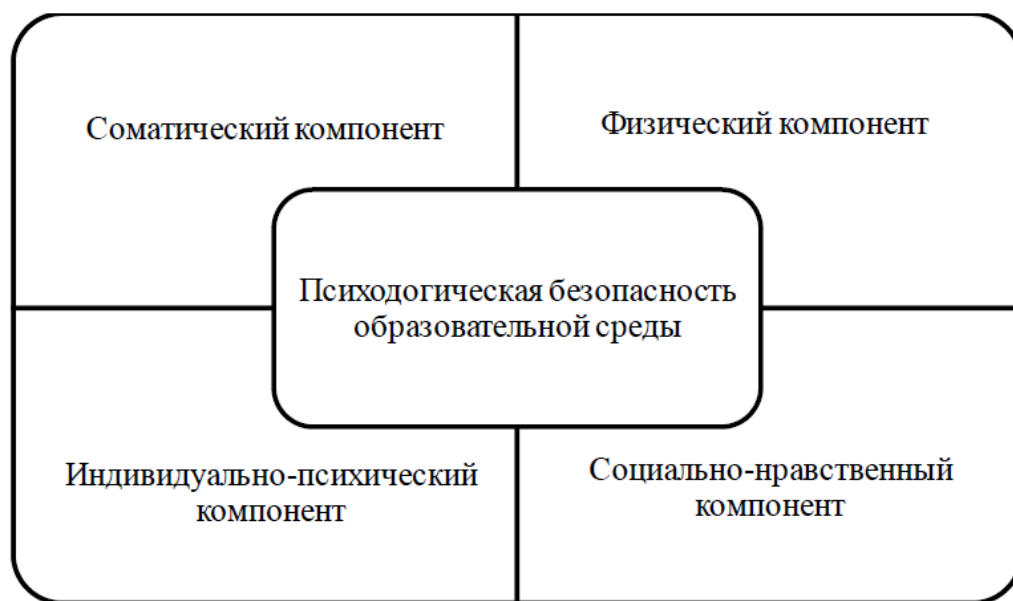 Соматический компонент
Физический компонент
Психодогическая безопасность
образовательной среды
Индивидуально-психический
компонент
Социально-нравственный
компонент